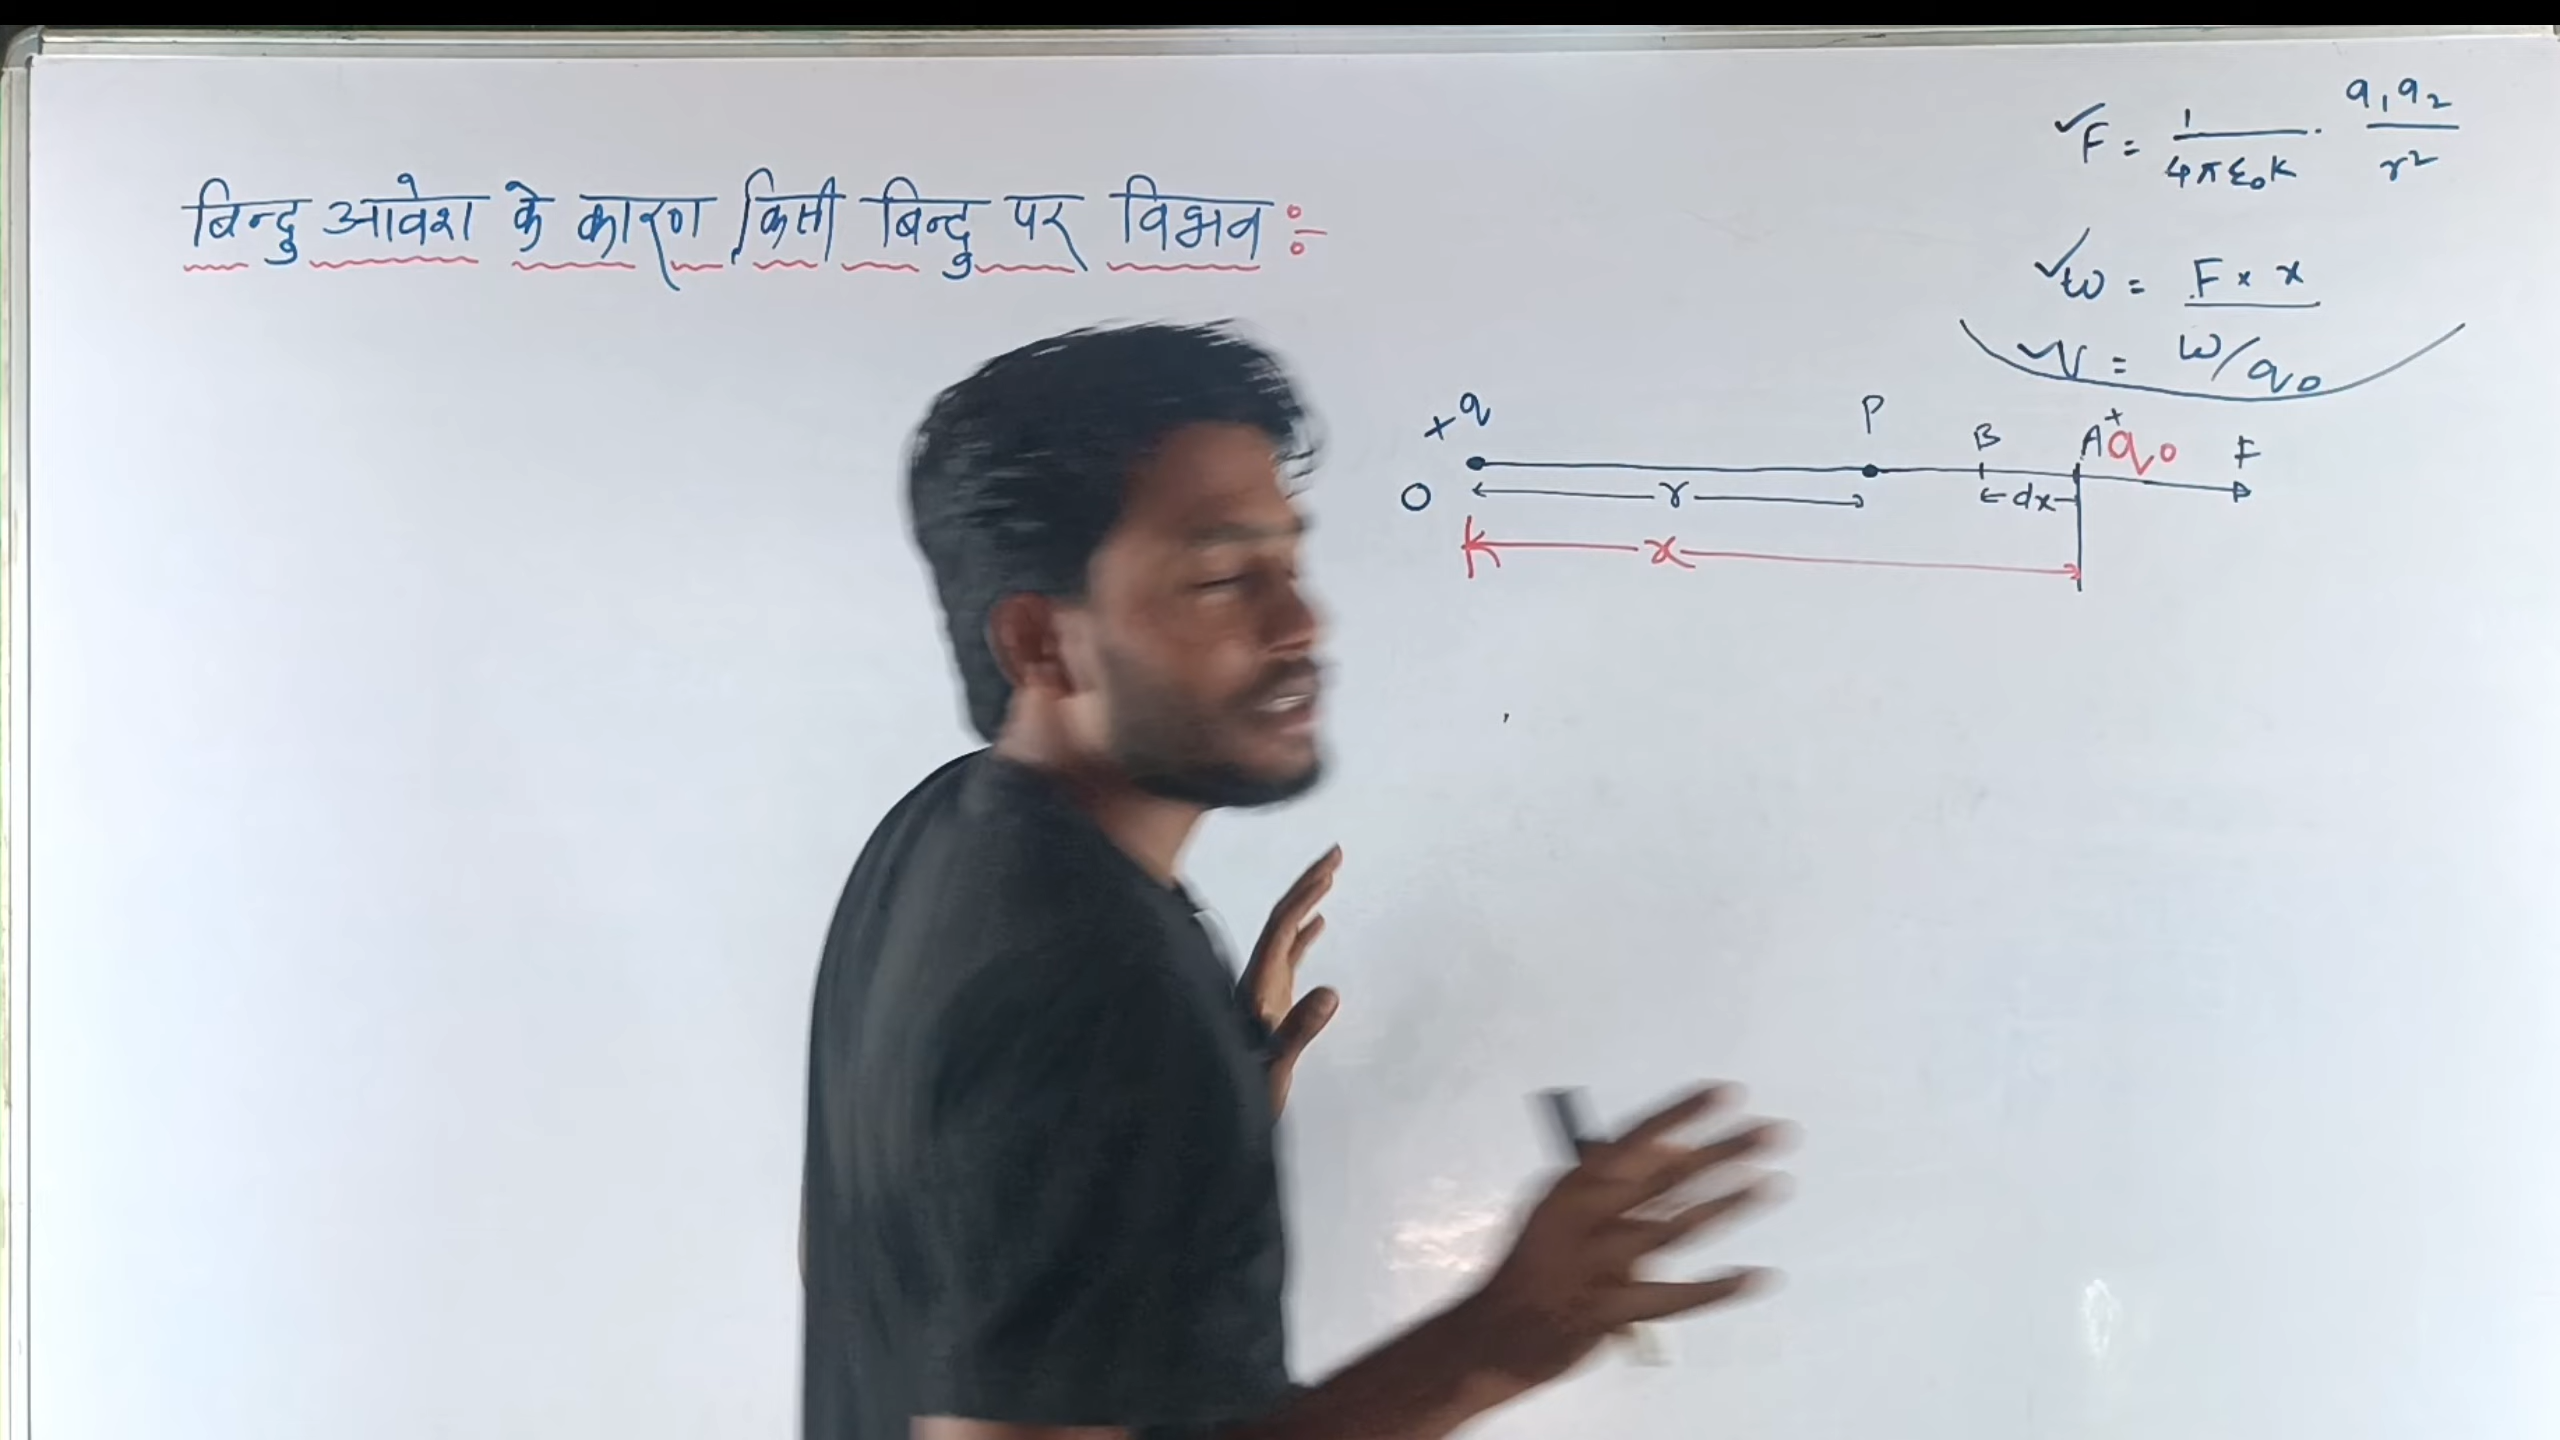 बिन्दु आवेश के कारण किसी बिन्दु पर विभव :-
F = 1/4πε₀k · q₁q₂/r²
W = F × x
V = W/q₀
+q P B A +q₀ F
O r dx
x